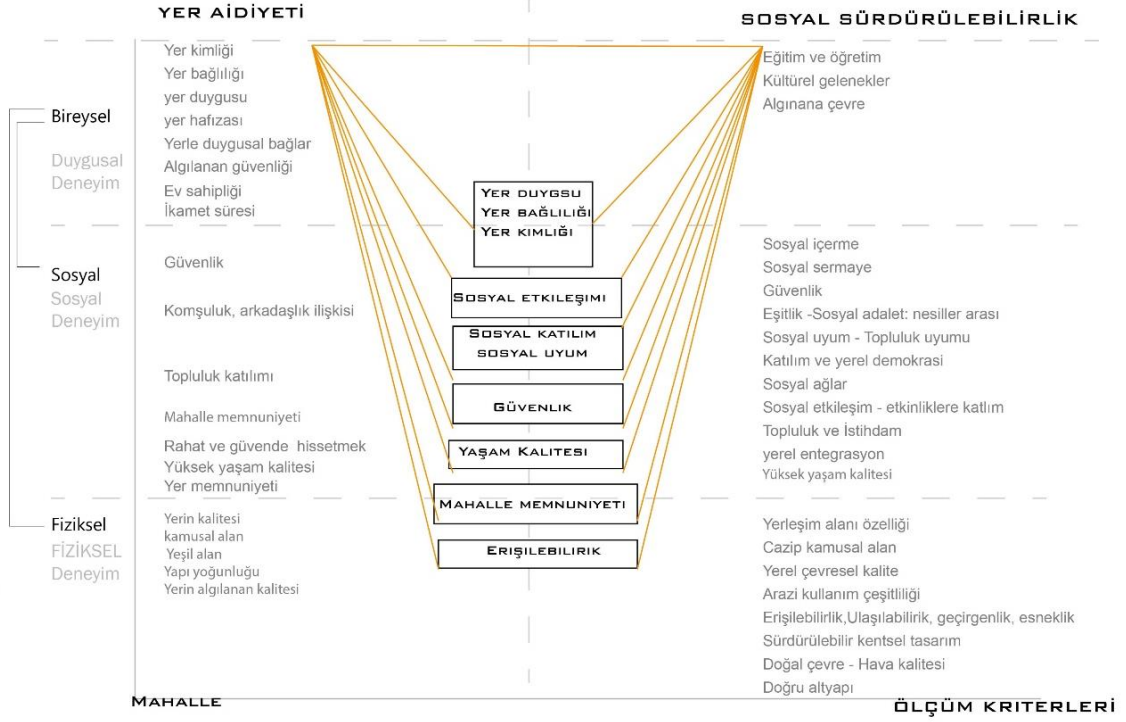 YER AİDİYETİ
SOSYAL SÜRDÜRÜLEBİLİRLİK
Bireysel
Duygusal
Deneyim
Yer kimliği
Yer bağlılığı
yer duygusu
yer hafızası
Yerle duygusal bağlar
Algılanan güvenliği
Ev sahipliği
İkamet süresi
YER DUYGSU
YER BAĞLILIĞI
YER KIMLIĞI
Eğitim ve öğretim
Kültürel gelenekler
Algınana çevre
Sosyal
Sosyal
Deneyim
Güvenlik
Komşuluk, arkadaşlık ilişkisi
Topluluk katılımı
Mahalle memnuniyeti
Rahat ve güvende hissetmek
Yüksek yaşam kalitesi
Yer memnuniyeti
SOSYAL ETKILEŞIMI
SOSYAL KATILIM
SOSYAL UYUM
GÜVENLIK
YAŞAM KALITESI
MAHALLE MEMNUNIYETI
ERIŞILEBILIRIK
Sosyal içerme
Sosyal sermaye
Güvenlik
Eşitlik -Sosyal adalet: nesiller arası
Sosyal uyum - Topluluk uyumu
Katılım ve yerel demokrasi
Sosyal ağlar
Sosyal etkileşim - etkinliklere katlım
Topluluk ve İstihdam
yerel entegrasyon
Yüksek yaşam kalitesi
Fiziksel
FİZİKSEL
Deneyim
Yerin kalitesi
kamusal alan
Yeşil alan
Yapı yoğunluğu
Yerin algılanan kalitesi
Yerleşim alanı özelliği
Cazip kamusal alan
Yerel çevresel kalite
Arazi kullanım çeşitliliği
Erişilebilirlik,Ulaşılabilirik, geçirgenlik, esneklik
Sürdürülebilir kentsel tasarım
Doğal çevre - Hava kalitesi
Doğru altyapı
MAHALLE
ÖLÇÜM KRITERLERI